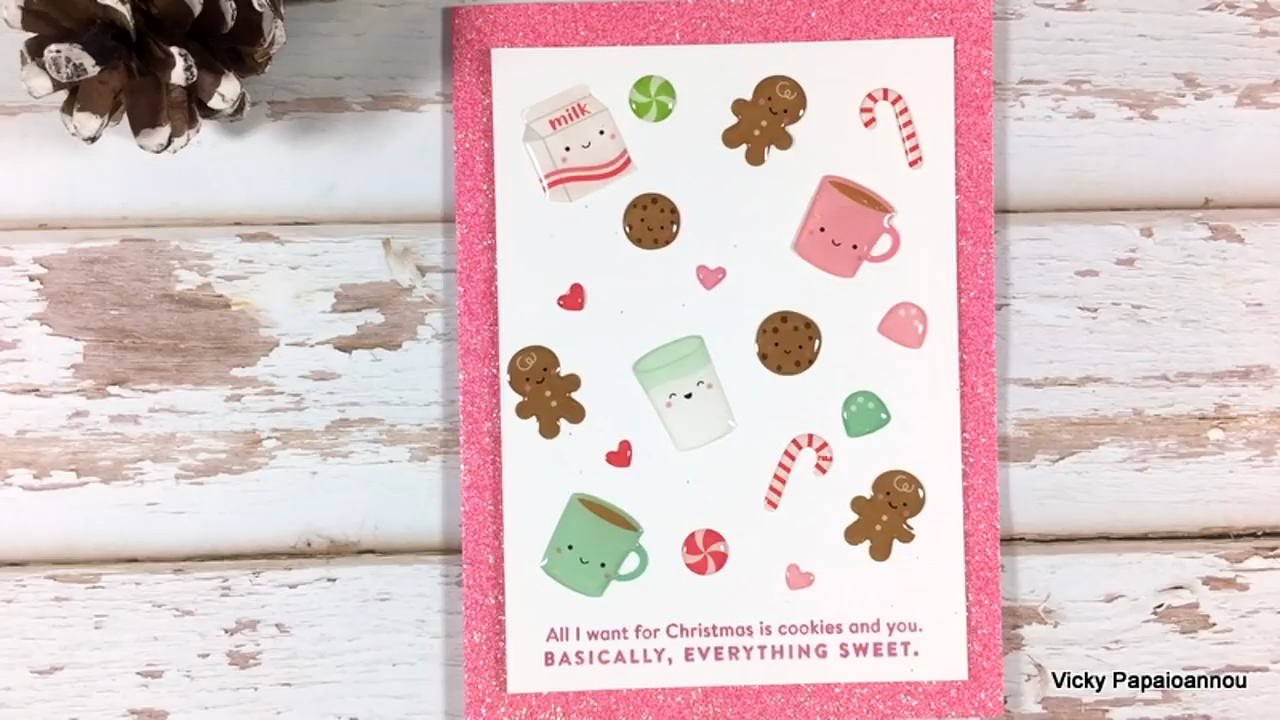 milk
All I want for Christmas is cookies and you.
BASICALLY, EVERYTHING SWEET.
Vicky Papaioannou